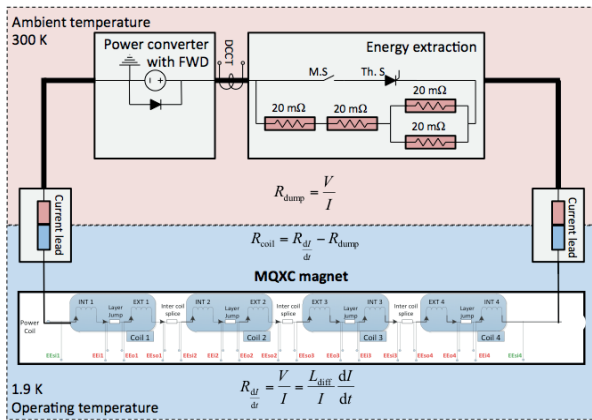 Ambient temperature
300 K
Power converter
with FWD
DCCT
Energy extraction
M.S
Th. S
20 mΩ
20 mΩ
20 mΩ
20 mΩ
R_dump = V/I
Current lead
Current lead
R_coil = R_dI/dt − R_dump
MQXC magnet
Power Coil
INT 1
Layer Jump
EXT 1
Inter coil splice
INT 2
Layer Jump
EXT 2
Inter coil splice
EXT 3
Layer Jump
INT 3
Inter coil splice
EXT 4
Layer Jump
INT 4
Coil 1
Coil 2
Coil 3
Coil 4
R_dI/dt = V/I = L_diff/I dI/dt
1.9 K
Operating temperature